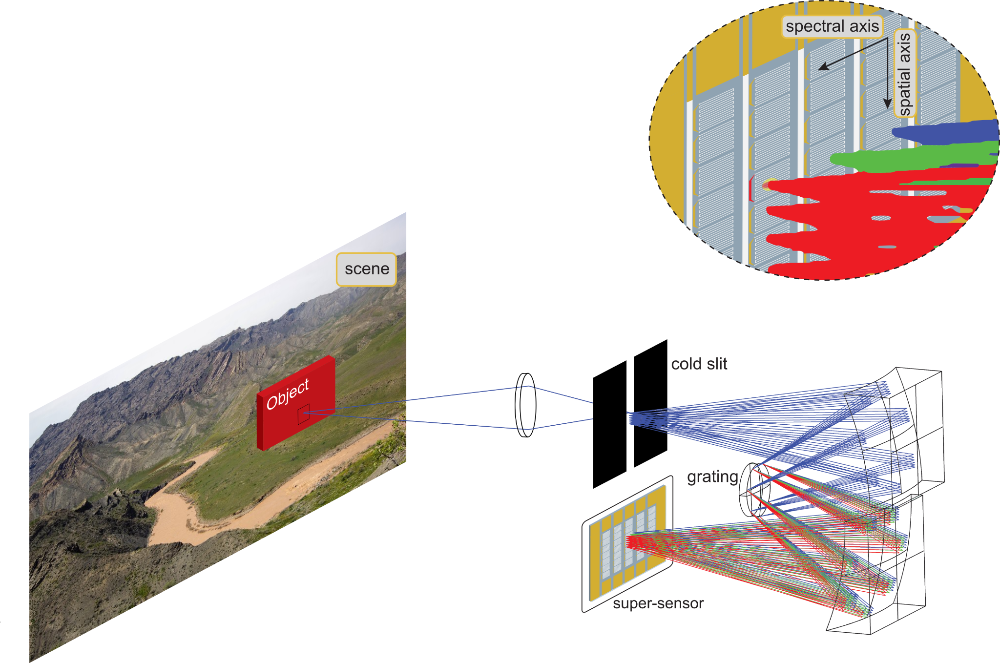 spectral axis
spatial axis
scene
Object
cold slit
grating
super-sensor